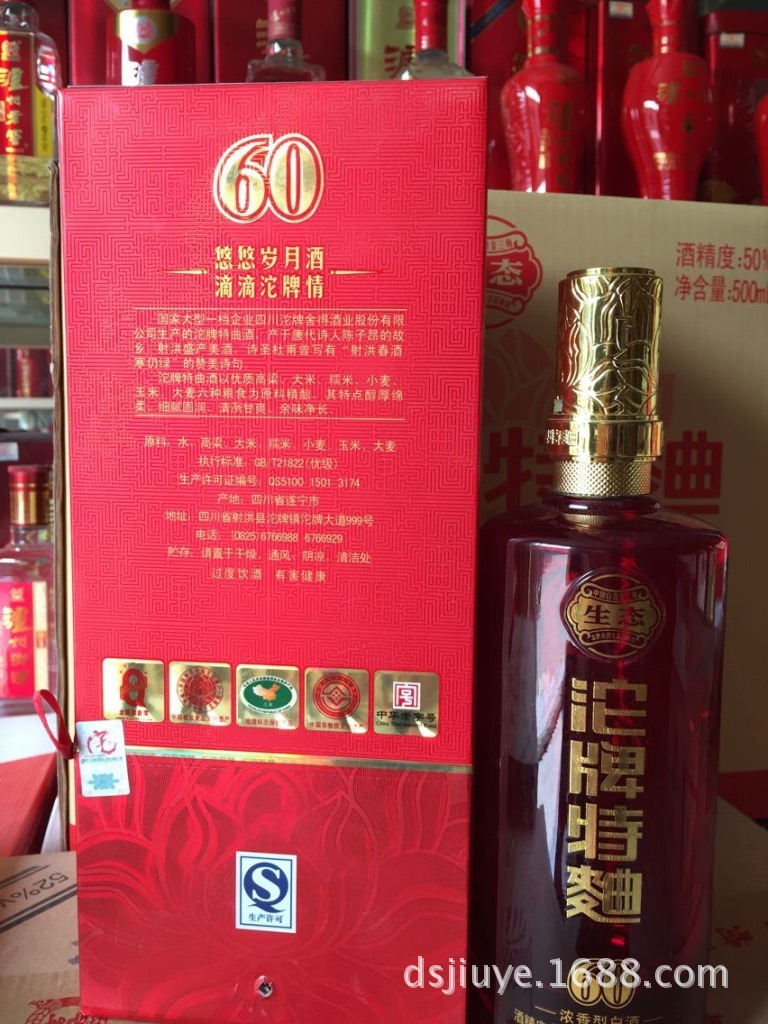 60
悠悠岁月酒
滴滴沱牌情
国家大型一档企业四川沱牌舍得酒业股份有限
公司生产的沱牌特曲酒，产于唐代诗人陈子昂的故
乡，射洪盛产美酒，诗圣杜甫曾写有“射洪春酒
寒仍绿”的赞美诗句。
沱牌特曲酒以优质高粱、大米、糯米、小麦、
玉米、大麦六种粮食为原料精酿，其特点醇厚绵
柔、细腻圆润、清冽甘爽、余味净长。
原料：水、高粱、大米、糯米、小麦、玉米、大麦
执行标准：GB/T21822(优级)
生产许可证编号：QS5100 1501 3174
产地：四川省遂宁市
地址：四川省射洪县沱牌镇沱牌大道999号
电话：(0825)6766988 6766929
贮存：请置于干燥、通风、阴凉、清洁处
过度饮酒 有害健康
中华老字号
生产许可
酒精度:50%
净含量:500ml
特曲
生态
沱牌特曲
60
浓香型白酒
酒精度
52%V
dsjjuye.1688.com